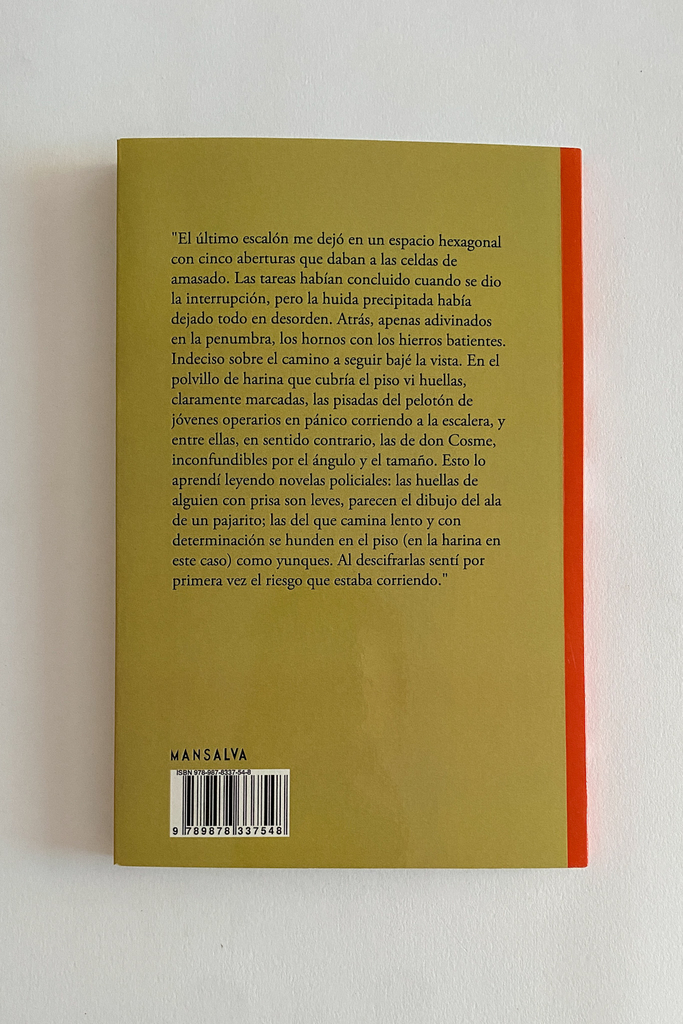 "El último escalón me dejó en un espacio hexagonal
con cinco aberturas que daban a las celdas de
amasado. Las tareas habían concluido cuando se dio
la interrupción, pero la huida precipitada había
dejado todo en desorden. Atrás, apenas adivinados
en la penumbra, los hornos con los hierros batientes.
Indeciso sobre el camino a seguir bajé la vista. En el
polvillo de harina que cubría el piso vi huellas,
claramente marcadas, las pisadas del pelotón de
jóvenes operarios en pánico corriendo a la escalera, y
entre ellas, en sentido contrario, las de don Cosme,
inconfundibles por el ángulo y el tamaño. Esto lo
aprendí leyendo novelas policiales: las huellas de
alguien con prisa son leves, parecen el dibujo del ala
de un pajarito; las del que camina lento y con
determinación se hunden en el piso (en la harina en
este caso) como yunques. Al descifrarlas sentí por
primera vez el riesgo que estaba corriendo."
MANSALVA
ISBN 978-987-8337-54-8
9 789878 337548